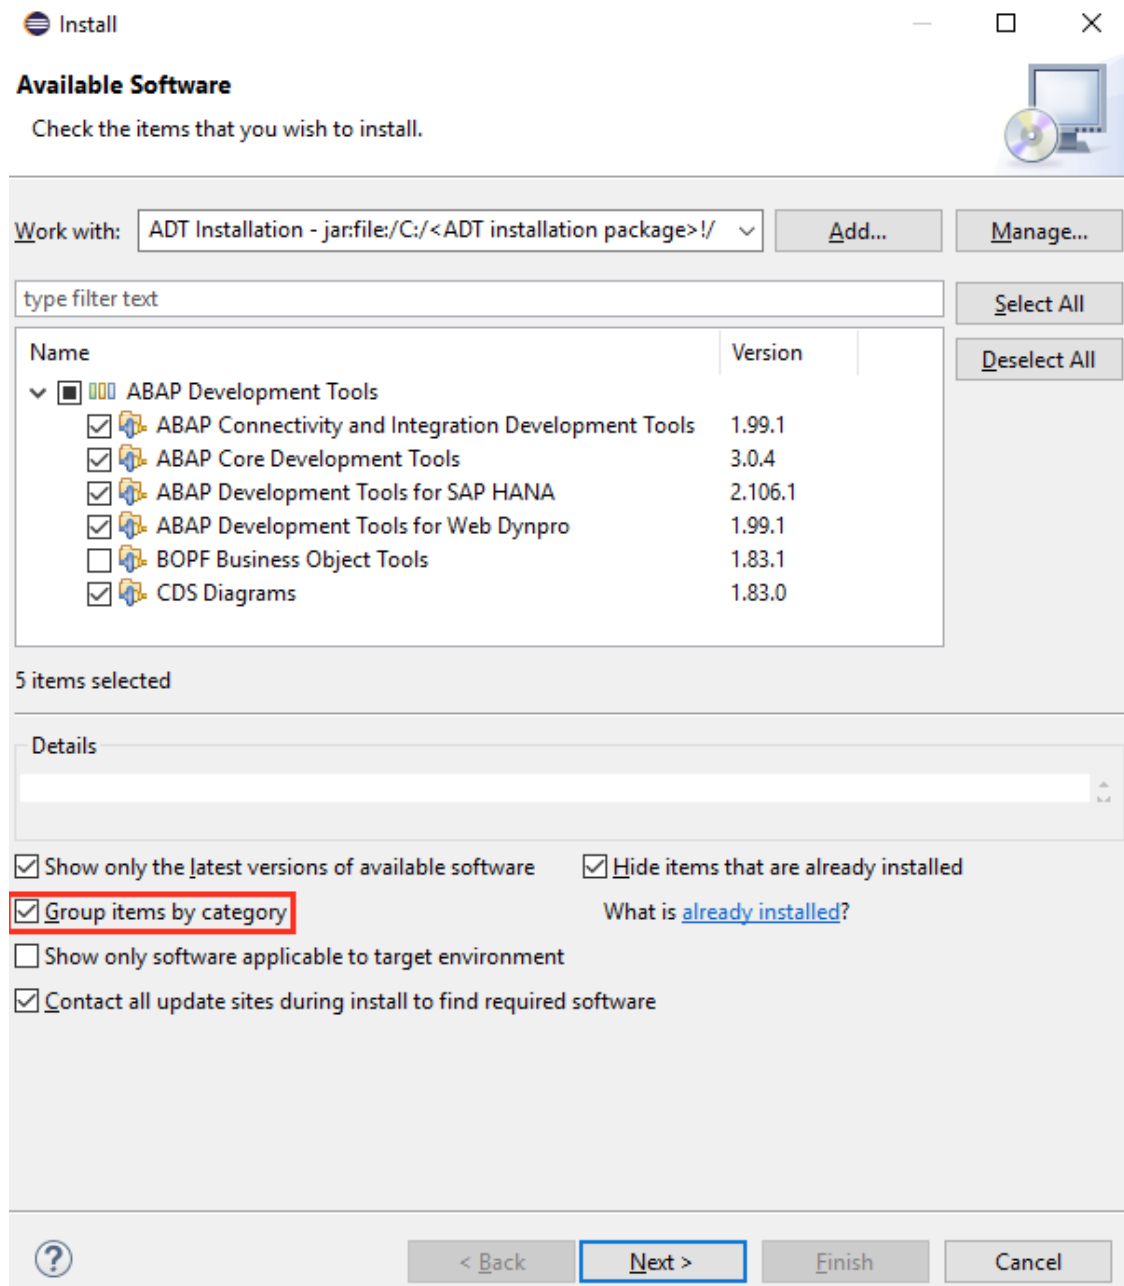 Install
Available Software
Check the items that you wish to install.
Work with: ADT Installation - jar:file:/C:/<ADT installation package>!/ Add... Manage...
type filter text Select All
Name Version Deselect All
ABAP Development Tools
ABAP Connectivity and Integration Development Tools 1.99.1
ABAP Core Development Tools 3.0.4
ABAP Development Tools for SAP HANA 2.106.1
ABAP Development Tools for Web Dynpro 1.99.1
BOPF Business Object Tools 1.83.1
CDS Diagrams 1.83.0
5 items selected
Details
Show only the latest versions of available software Hide items that are already installed
Group items by category What is already installed?
Show only software applicable to target environment
Contact all update sites during install to find required software
? < Back Next > Finish Cancel